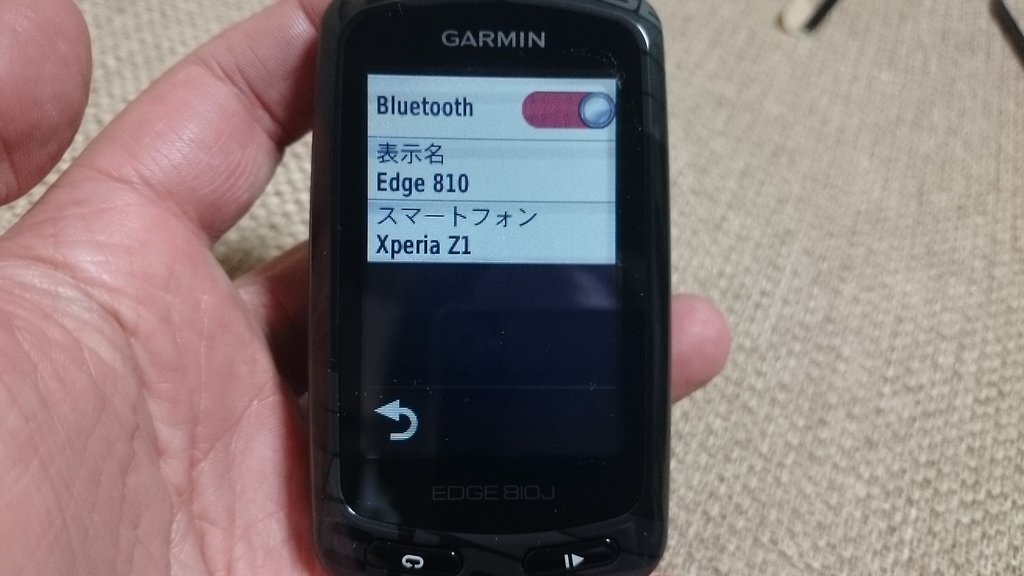 GARMIN
Bluetooth
表示名
Edge 810
スマートフォン
Xperia Z1
EDGE 810J